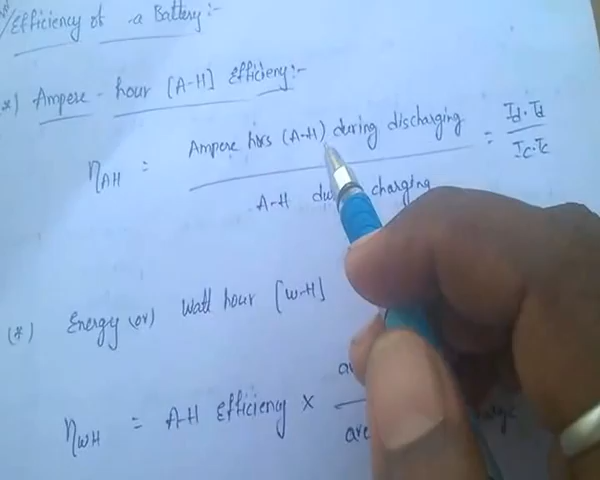 Efficiency of a Battery:-
(*) Ampere - hour [A-H] Efficiency:-
ηAH = Ampere hrs (A-H) during discharging / A-H charging = Id.Td / Ic.Tc
(*) Energy (or) Watt hour [W-H]
ηWH = AH Efficiency ×